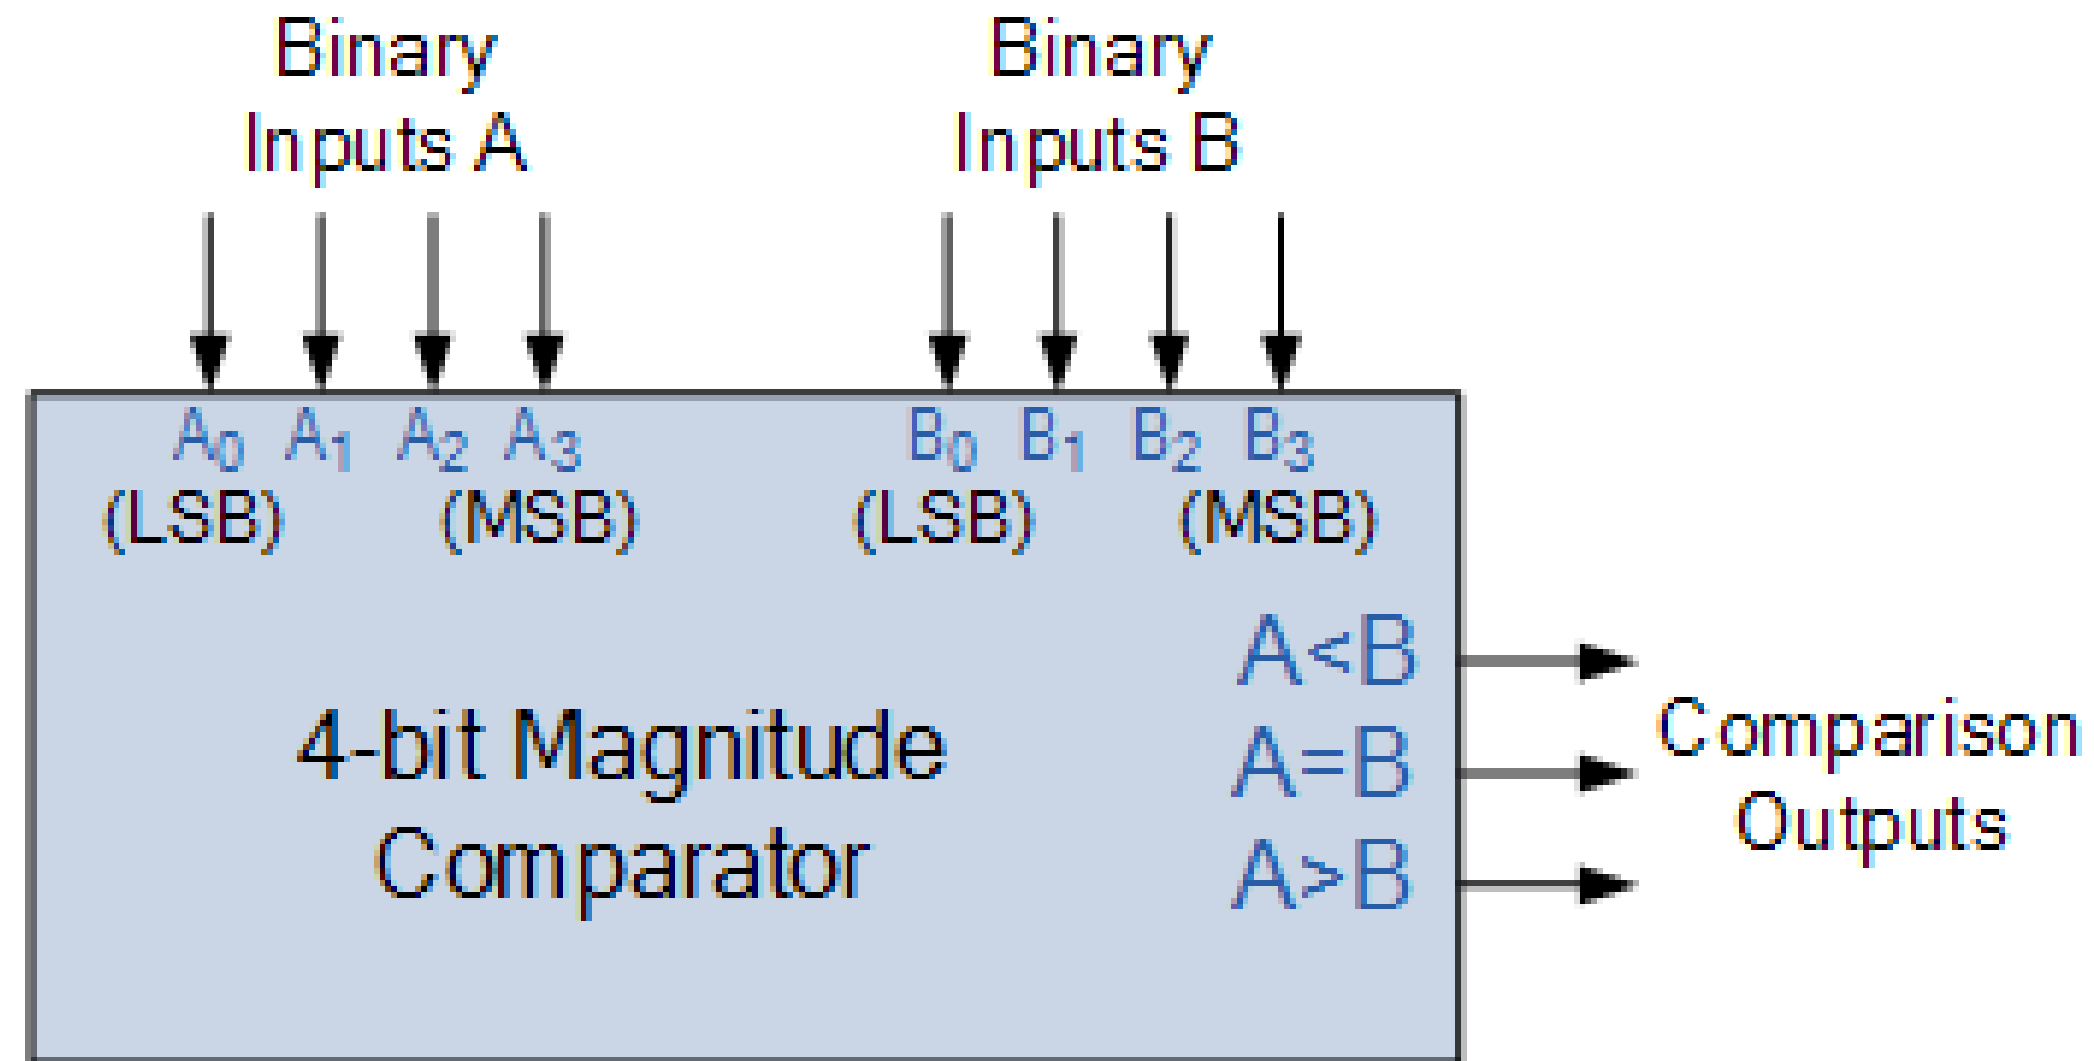 Binary
Inputs A
Binary
Inputs B
A0 A1 A2 A3
(LSB) (MSB)
B0 B1 B2 B3
(LSB) (MSB)
A<B
A=B
A>B
4-bit Magnitude
Comparator
Comparison
Outputs